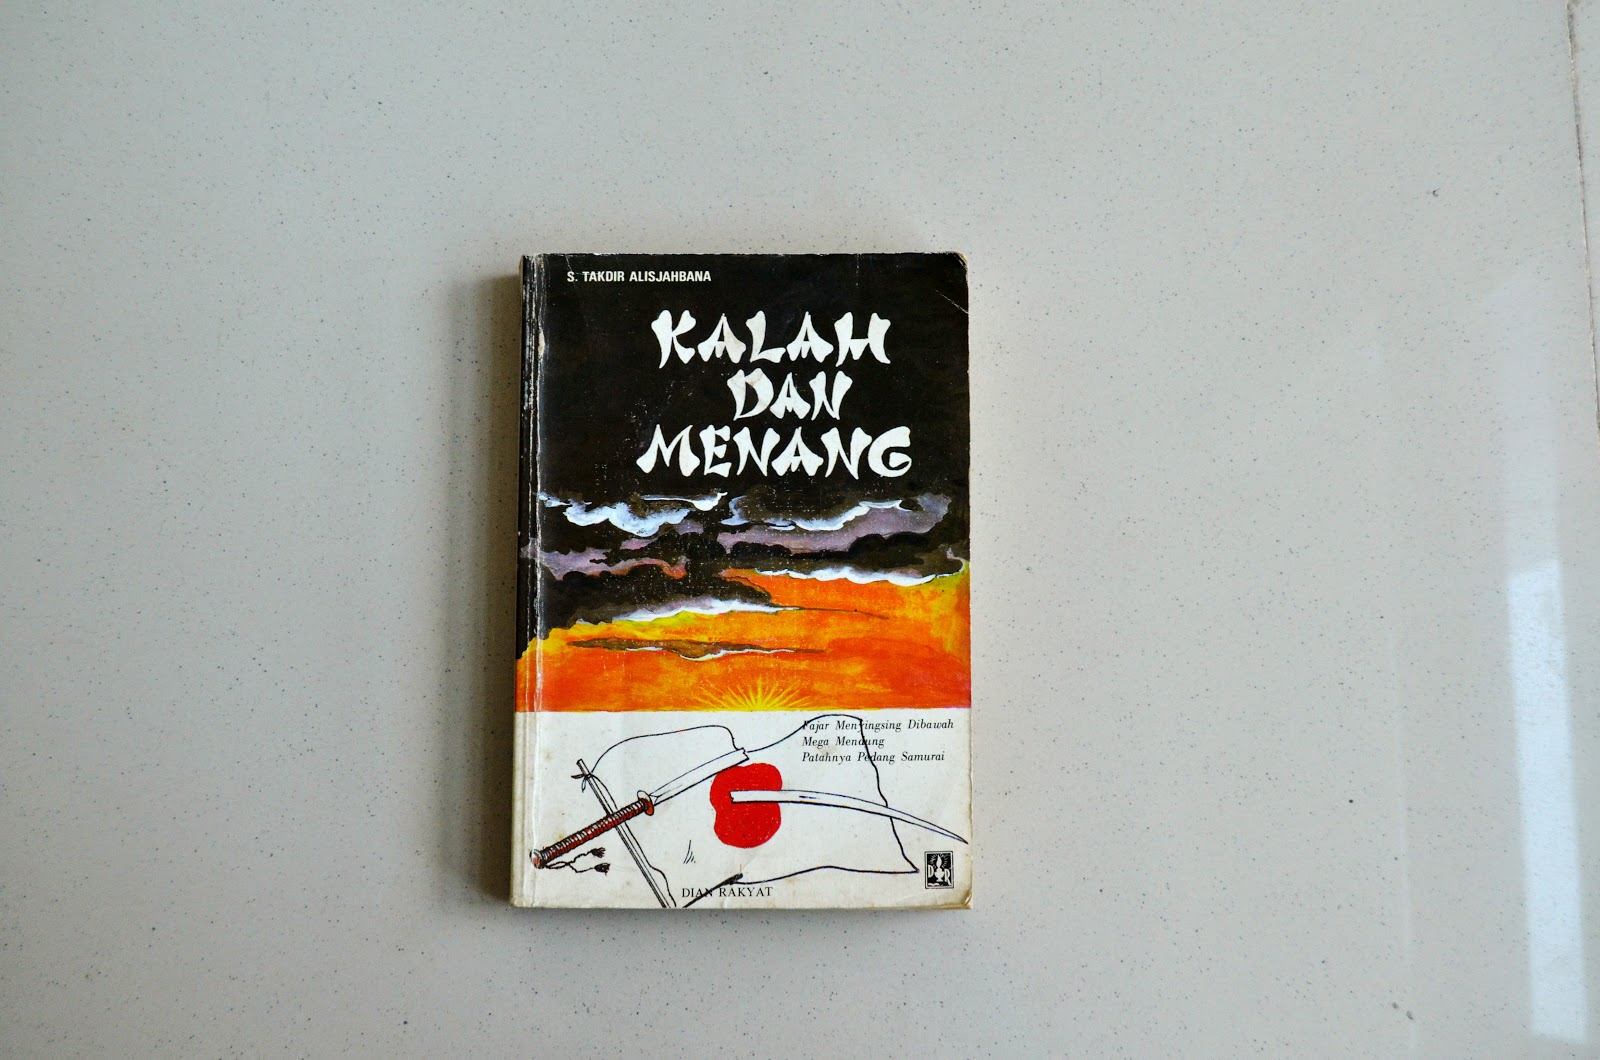 S. TAKDIR ALISJAHBANA
KALAH
DAN
MENANG
Fajar Menyingsing Dibawah
Mega Mendung
Patahnya Pedang Samurai
DIAN RAKYAT
D R